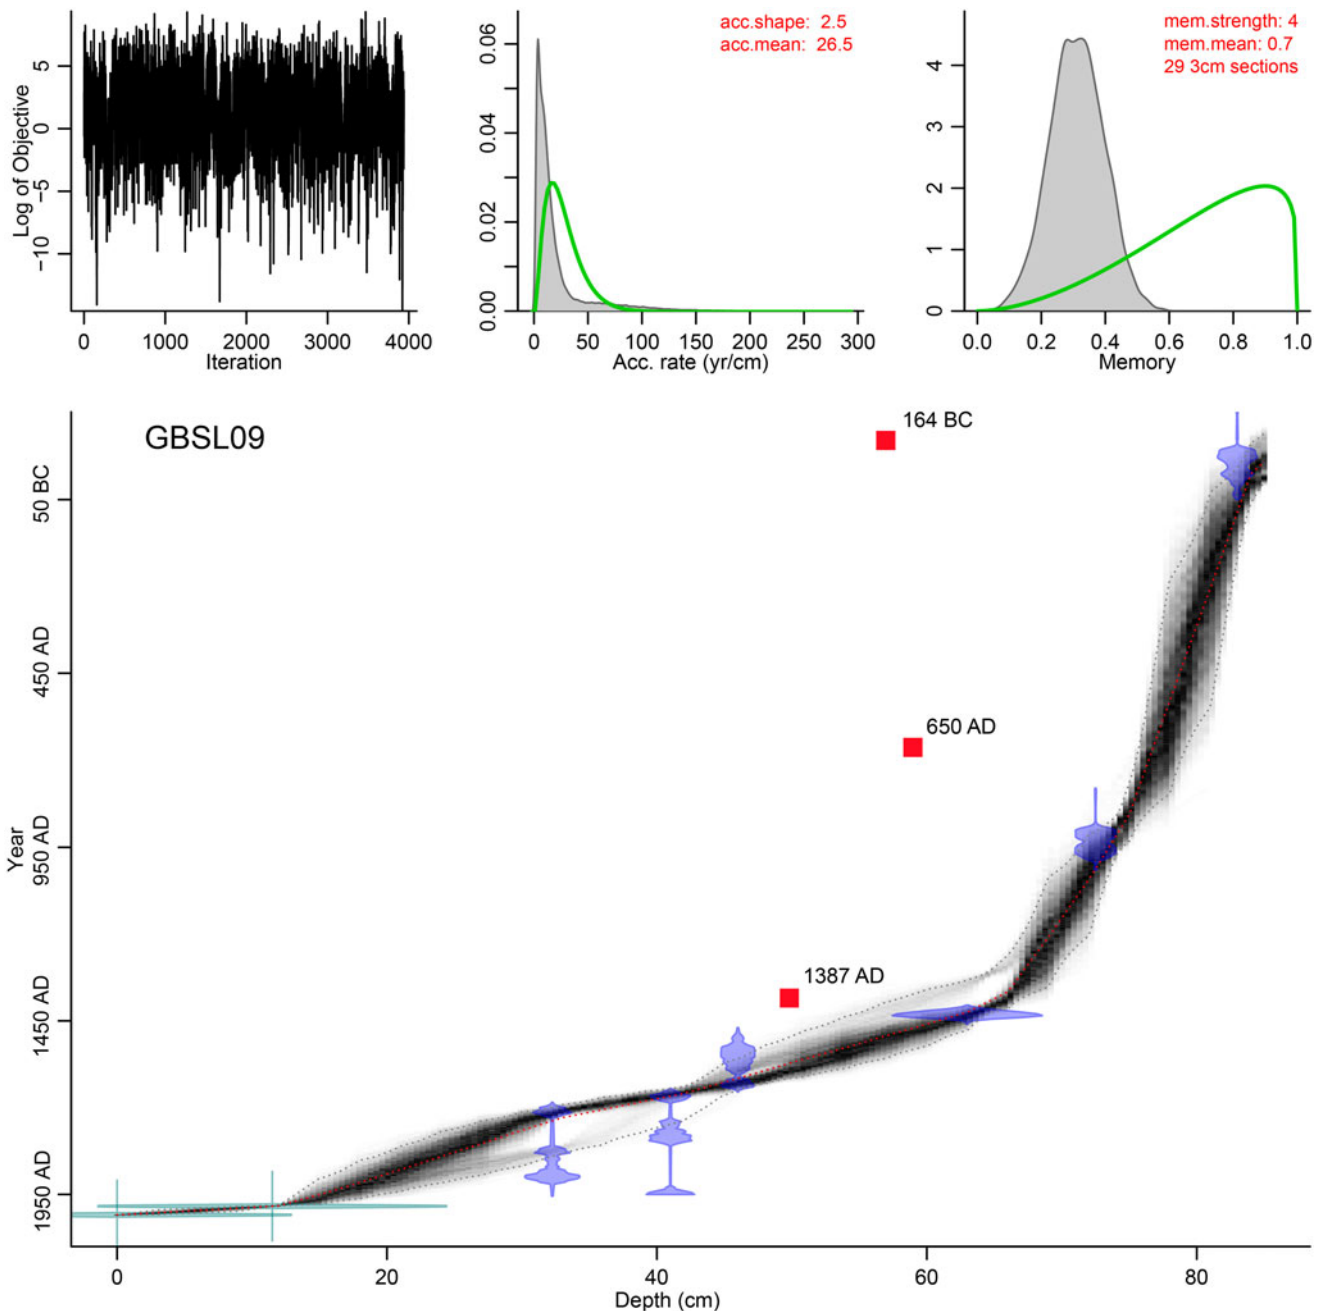 Log of Objective
5
0
−5
−10
0
1000
2000
3000
4000
Iteration
acc.shape: 2.5
acc.mean: 26.5
0.06
0.04
0.02
0.00
0
50
100
150
200
250
300
Acc. rate (yr/cm)
mem.strength: 4
mem.mean: 0.7
29 3cm sections
4
3
2
1
0
0.0
0.2
0.4
0.6
0.8
1.0
Memory
GBSL09
164 BC
650 AD
1387 AD
Year
50 BC
450 AD
950 AD
1450 AD
1950 AD
0
20
40
60
80
Depth (cm)